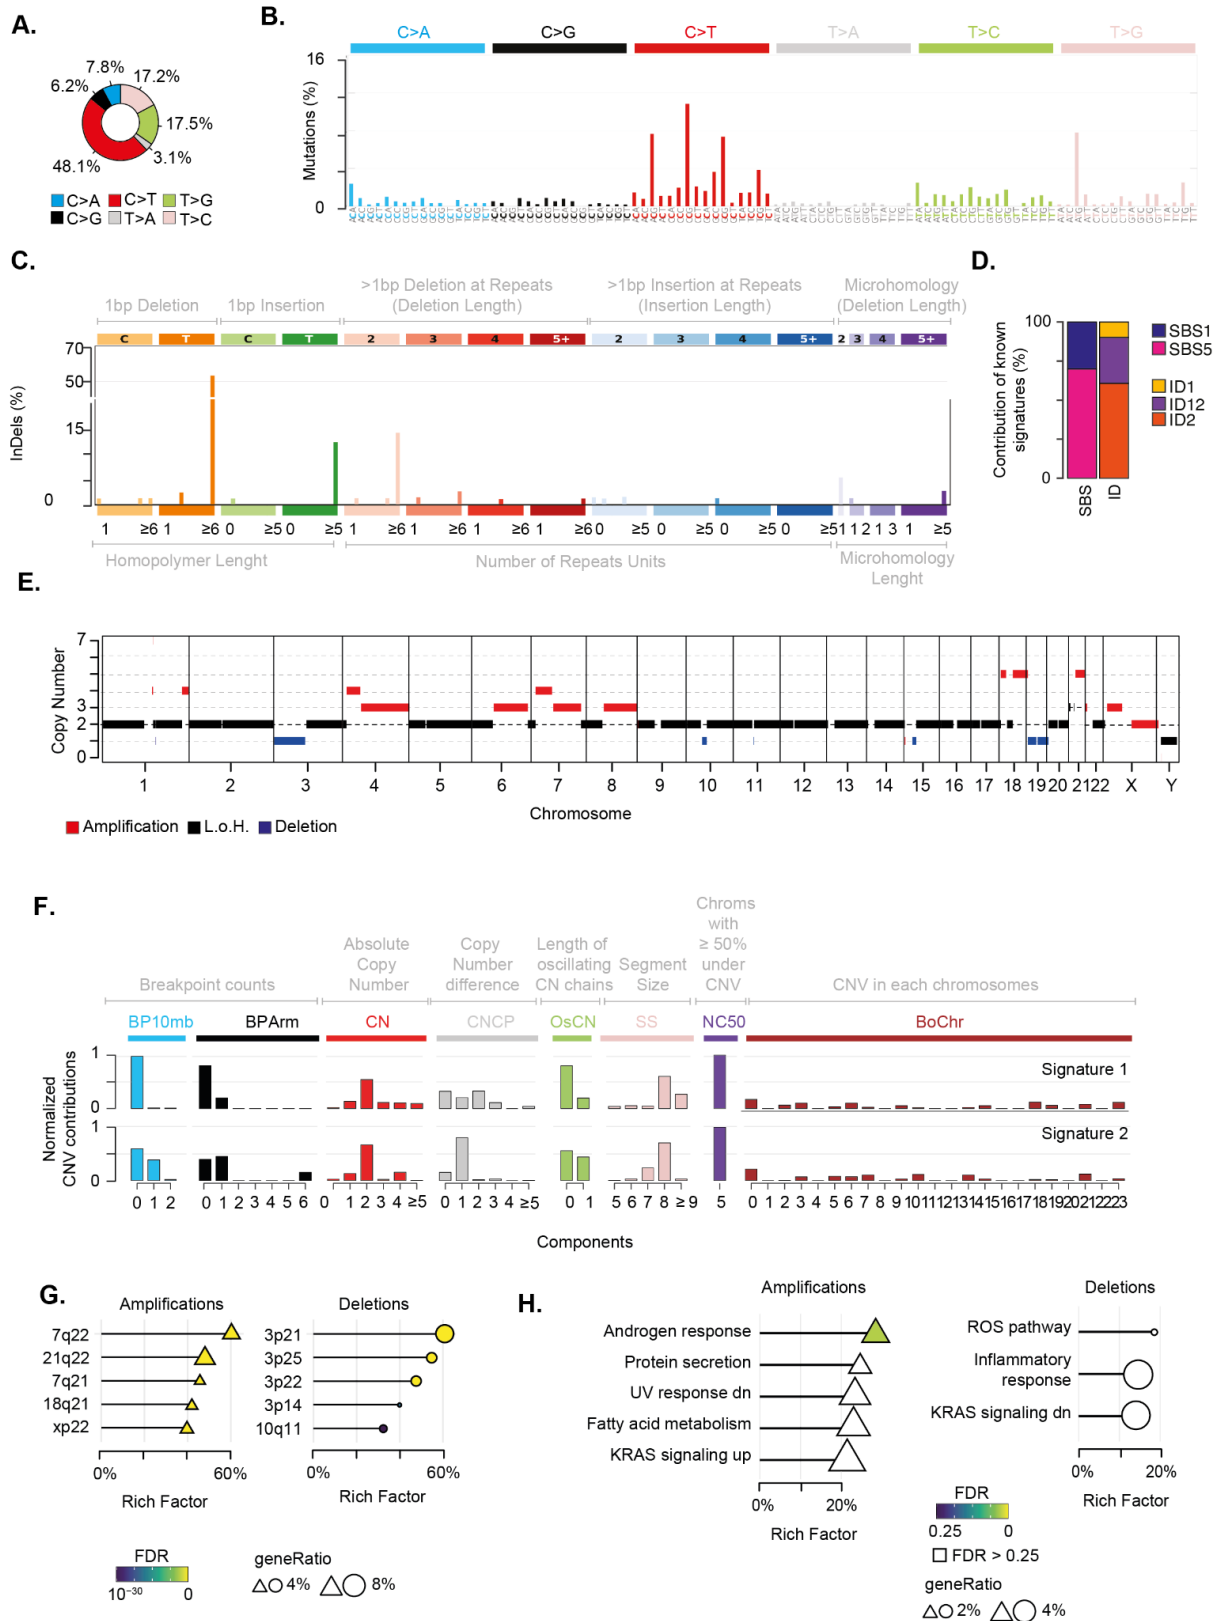 A.
7.8%
6.2%
17.2%
17.5%
3.1%
48.1%
C>A C>T T>G
C>G T>A T>C
B.
C>A C>G C>T T>A T>C T>G
16
Mutations (%)
0
C.
>1bp Deletion at Repeats >1bp Insertion at Repeats Microhomology
1bp Deletion 1bp Insertion (Deletion Length) (Insertion Length) (Deletion Length)
C T C T 2 3 4 5+ 2 3 4 5+ 2 3 4 5+
70
50
15
0
InDels (%)
1 ≥6 1 ≥6 0 ≥5 0 ≥5 1 ≥6 1 ≥6 1 ≥6 1 ≥6 0 ≥5 0 ≥5 0 ≥5 0 ≥5 1 1 2 1 3 1 ≥5
Homopolymer Lenght Number of Repeats Units Microhomology
Lenght
D.
100
0
Contribution of known
signatures (%)
SBS ID
SBS1
SBS5
ID1
ID12
ID2
E.
7
3
2
0
Copy Number
1 2 3 4 5 6 7 8 9 10 11 12 13 14 15 16 17 18 19 20 21 22 X Y
Chromosome
Amplification L.o.H. Deletion
F.
Breakpoint counts
Absolute
Copy
Number
Copy
Number
difference
Length of
oscillating
CN chains
Segment
Size
Chroms
with
≥ 50%
under
CNV
CNV in each chromosomes
BP10mb BPArm CN CNCP OsCN SS NC50 BoChr
1
0
Signature 1
1
0
Signature 2
Normalized
CNV contributions
0 1 2 0 1 2 3 4 5 6 0 1 2 3 4 ≥5 0 1 2 3 4 ≥5 0 1 5 6 7 8 ≥ 9 5 0 1 2 3 4 5 6 7 8 9 10 11 12 13 14 15 16 17 18 19 20 21 22 23
Components
G.
Amplifications
7q22
21q22
7q21
18q21
xp22
0% 60%
Rich Factor
Deletions
3p21
3p25
3p22
3p14
10q11
0% 60%
Rich Factor
FDR
10⁻³⁰ 0
geneRatio
4% 8%
H.
Amplifications
Androgen response
Protein secretion
UV response dn
Fatty acid metabolism
KRAS signaling up
0% 20%
Rich Factor
Deletions
ROS pathway
Inflammatory
response
KRAS signaling dn
0% 20%
Rich Factor
FDR
0.25 0
FDR > 0.25
geneRatio
2% 4%